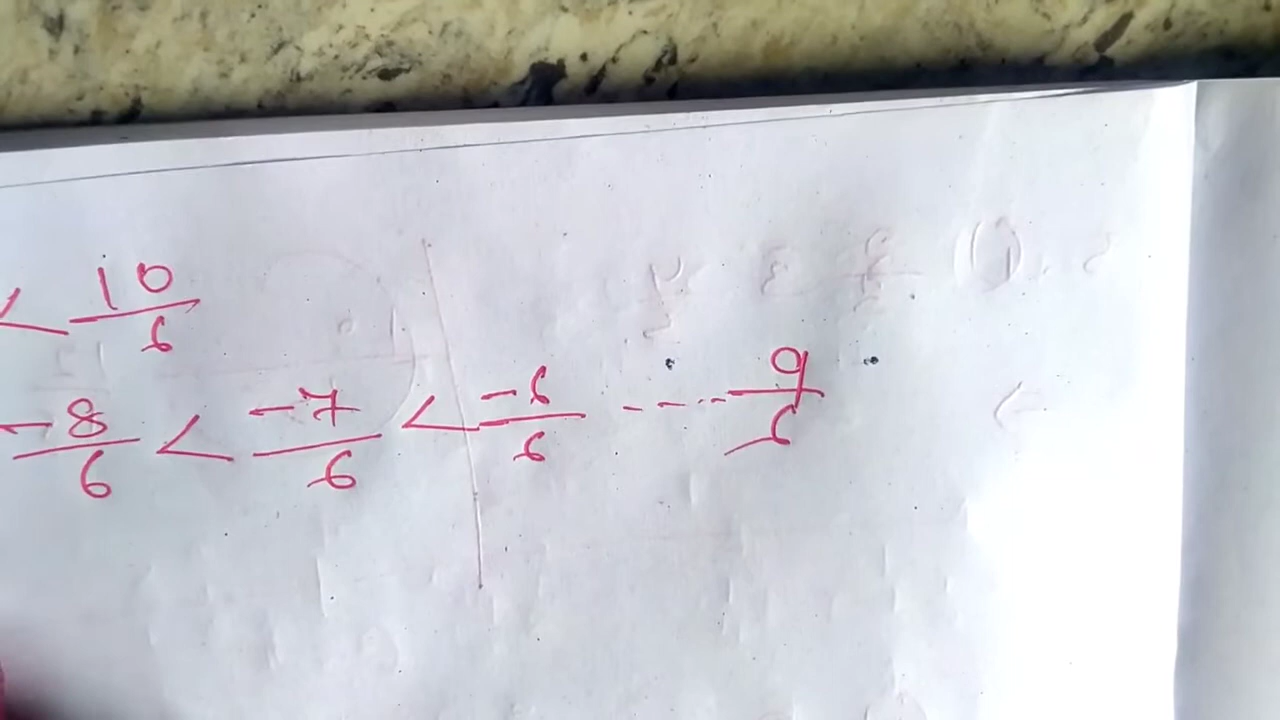 < 10/6
-8/6 < -7/6 < -6/6 ----- 9/6